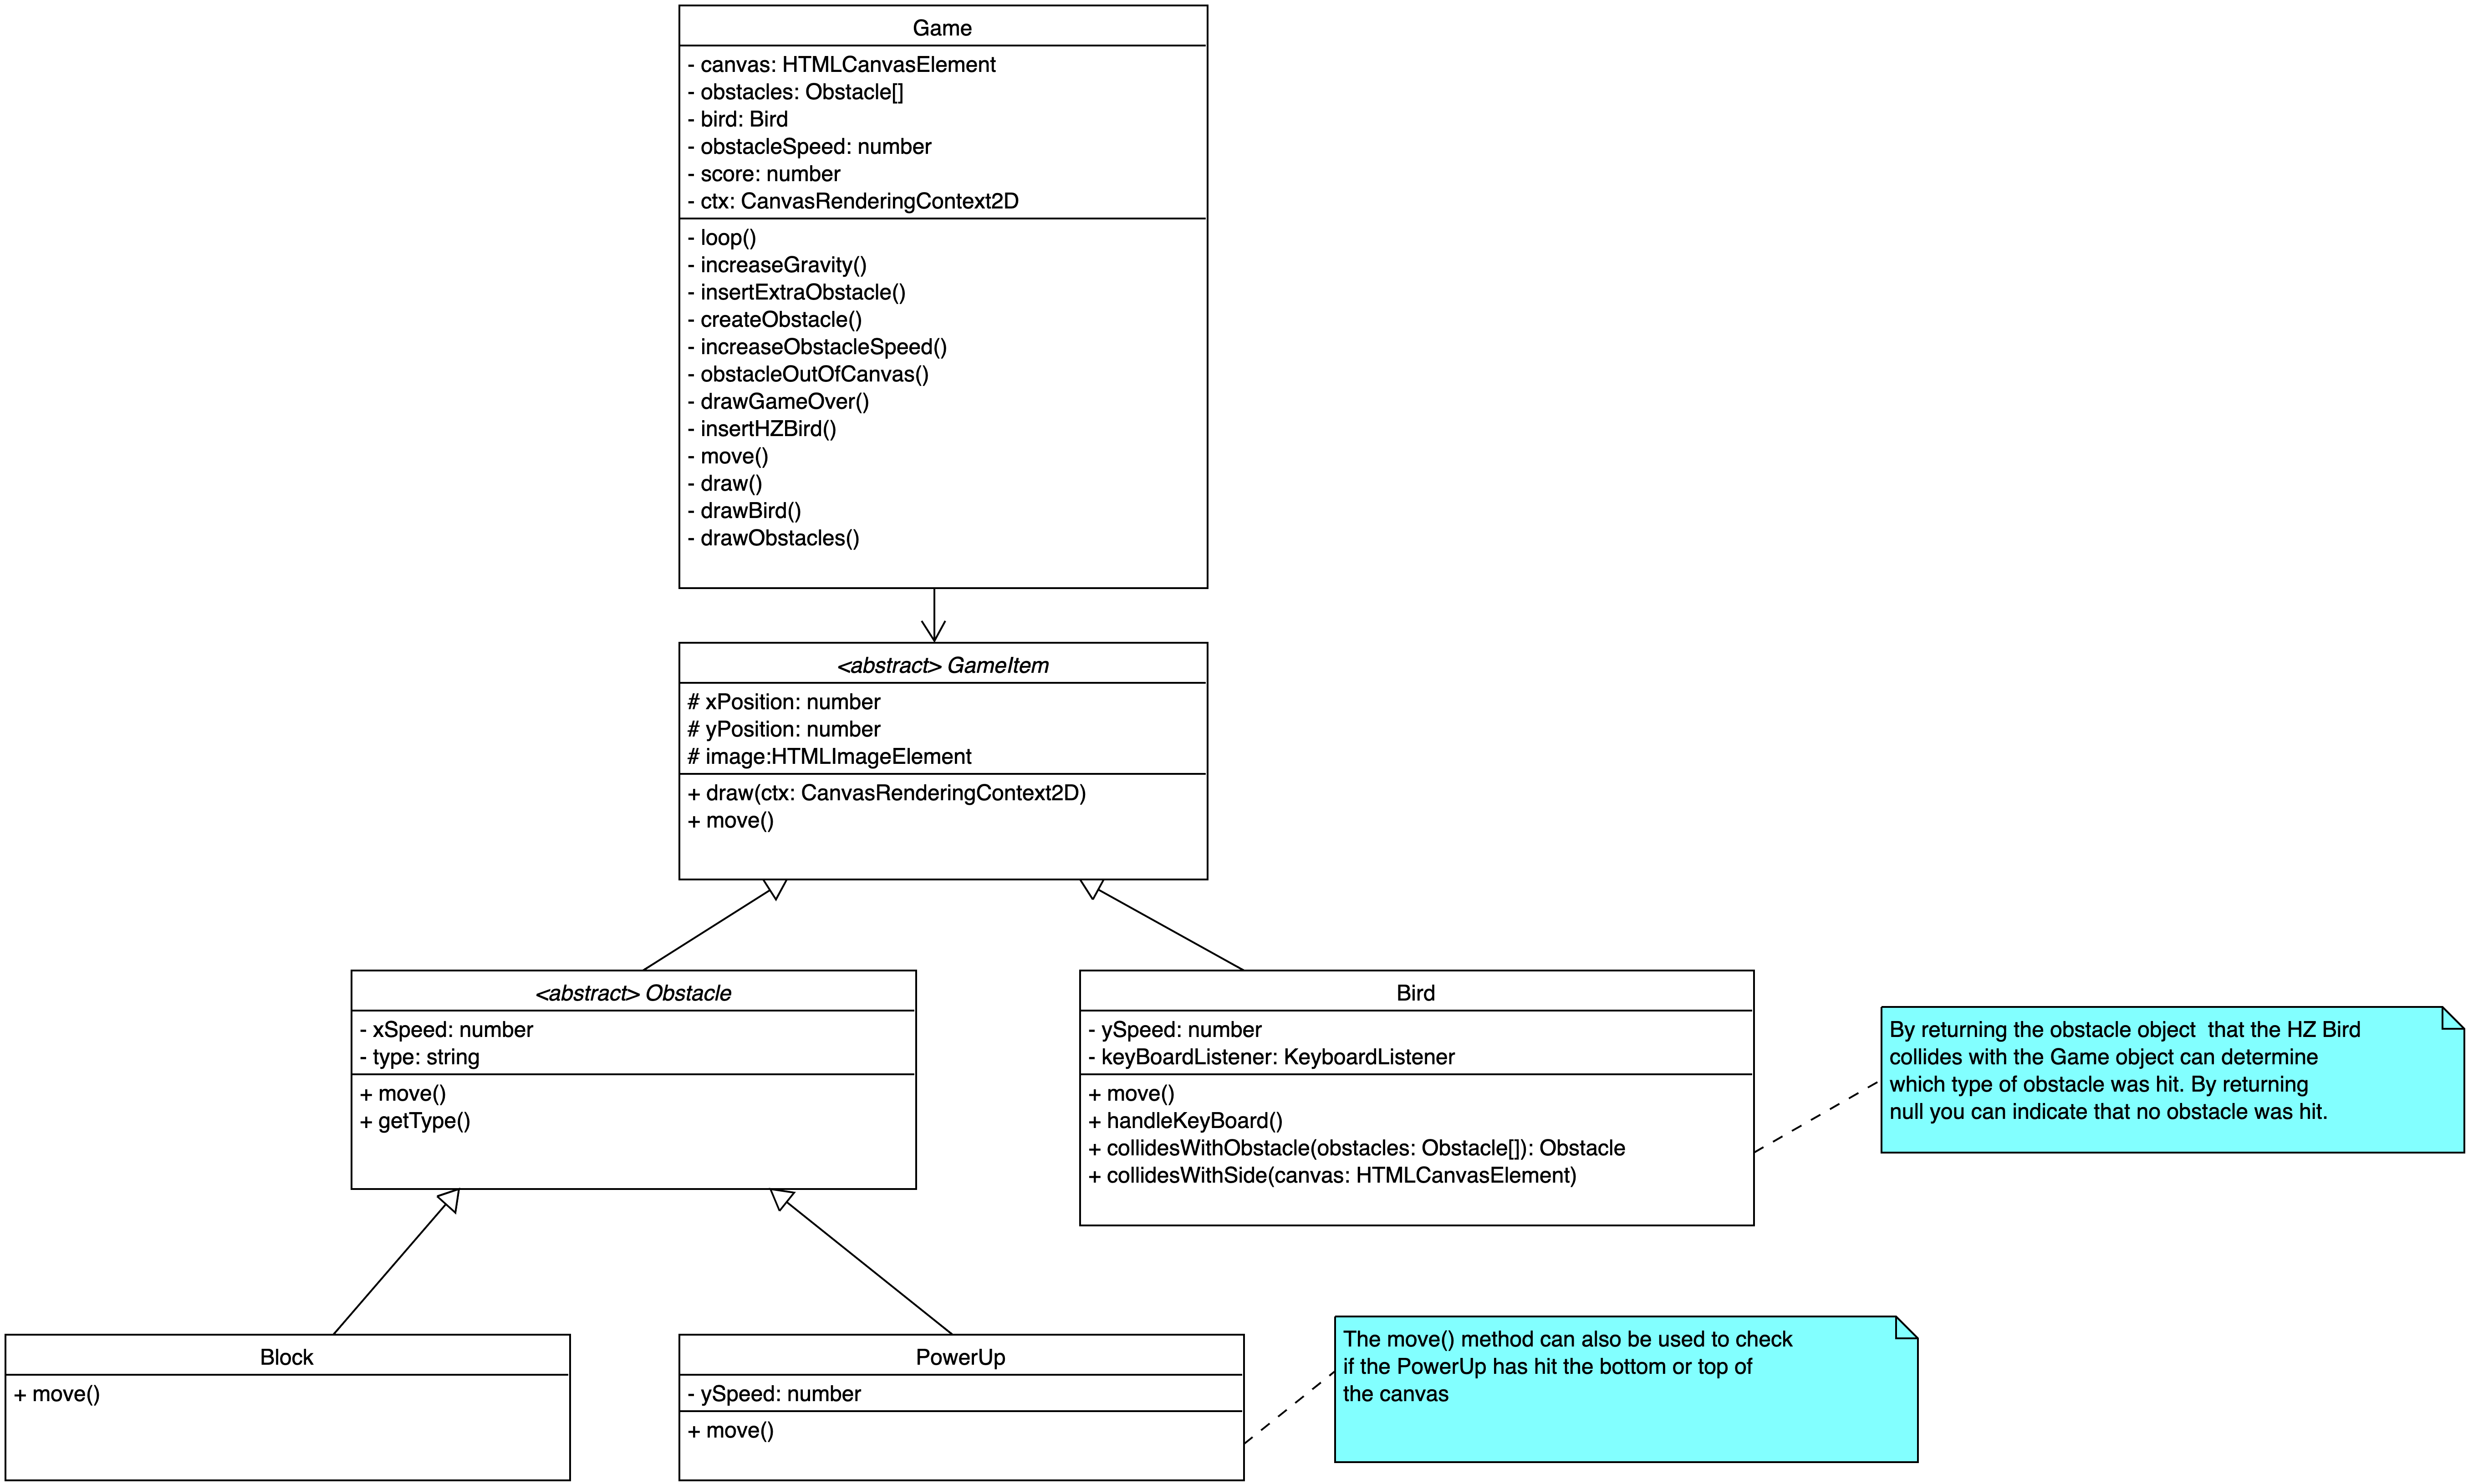 Game
- canvas: HTMLCanvasElement
- obstacles: Obstacle[]
- bird: Bird
- obstacleSpeed: number
- score: number
- ctx: CanvasRenderingContext2D
- loop()
- increaseGravity()
- insertExtraObstacle()
- createObstacle()
- increaseObstacleSpeed()
- obstacleOutOfCanvas()
- drawGameOver()
- insertHZBird()
- move()
- draw()
- drawBird()
- drawObstacles()
<abstract> GameItem
# xPosition: number
# yPosition: number
# image:HTMLImageElement
+ draw(ctx: CanvasRenderingContext2D)
+ move()
<abstract> Obstacle
- xSpeed: number
- type: string
+ move()
+ getType()
Bird
- ySpeed: number
- keyBoardListener: KeyboardListener
+ move()
+ handleKeyBoard()
+ collidesWithObstacle(obstacles: Obstacle[]): Obstacle
+ collidesWithSide(canvas: HTMLCanvasElement)
By returning the obstacle object  that the HZ Bird
collides with the Game object can determine
which type of obstacle was hit. By returning
null you can indicate that no obstacle was hit.
Block
+ move()
PowerUp
- ySpeed: number
+ move()
The move() method can also be used to check
if the PowerUp has hit the bottom or top of
the canvas